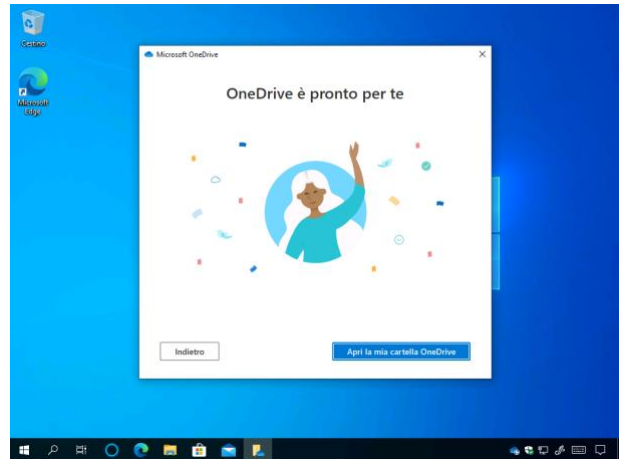 Cestino
Microsoft
Edge
Microsoft OneDrive
OneDrive è pronto per te
Indietro
Apri la mia cartella OneDrive